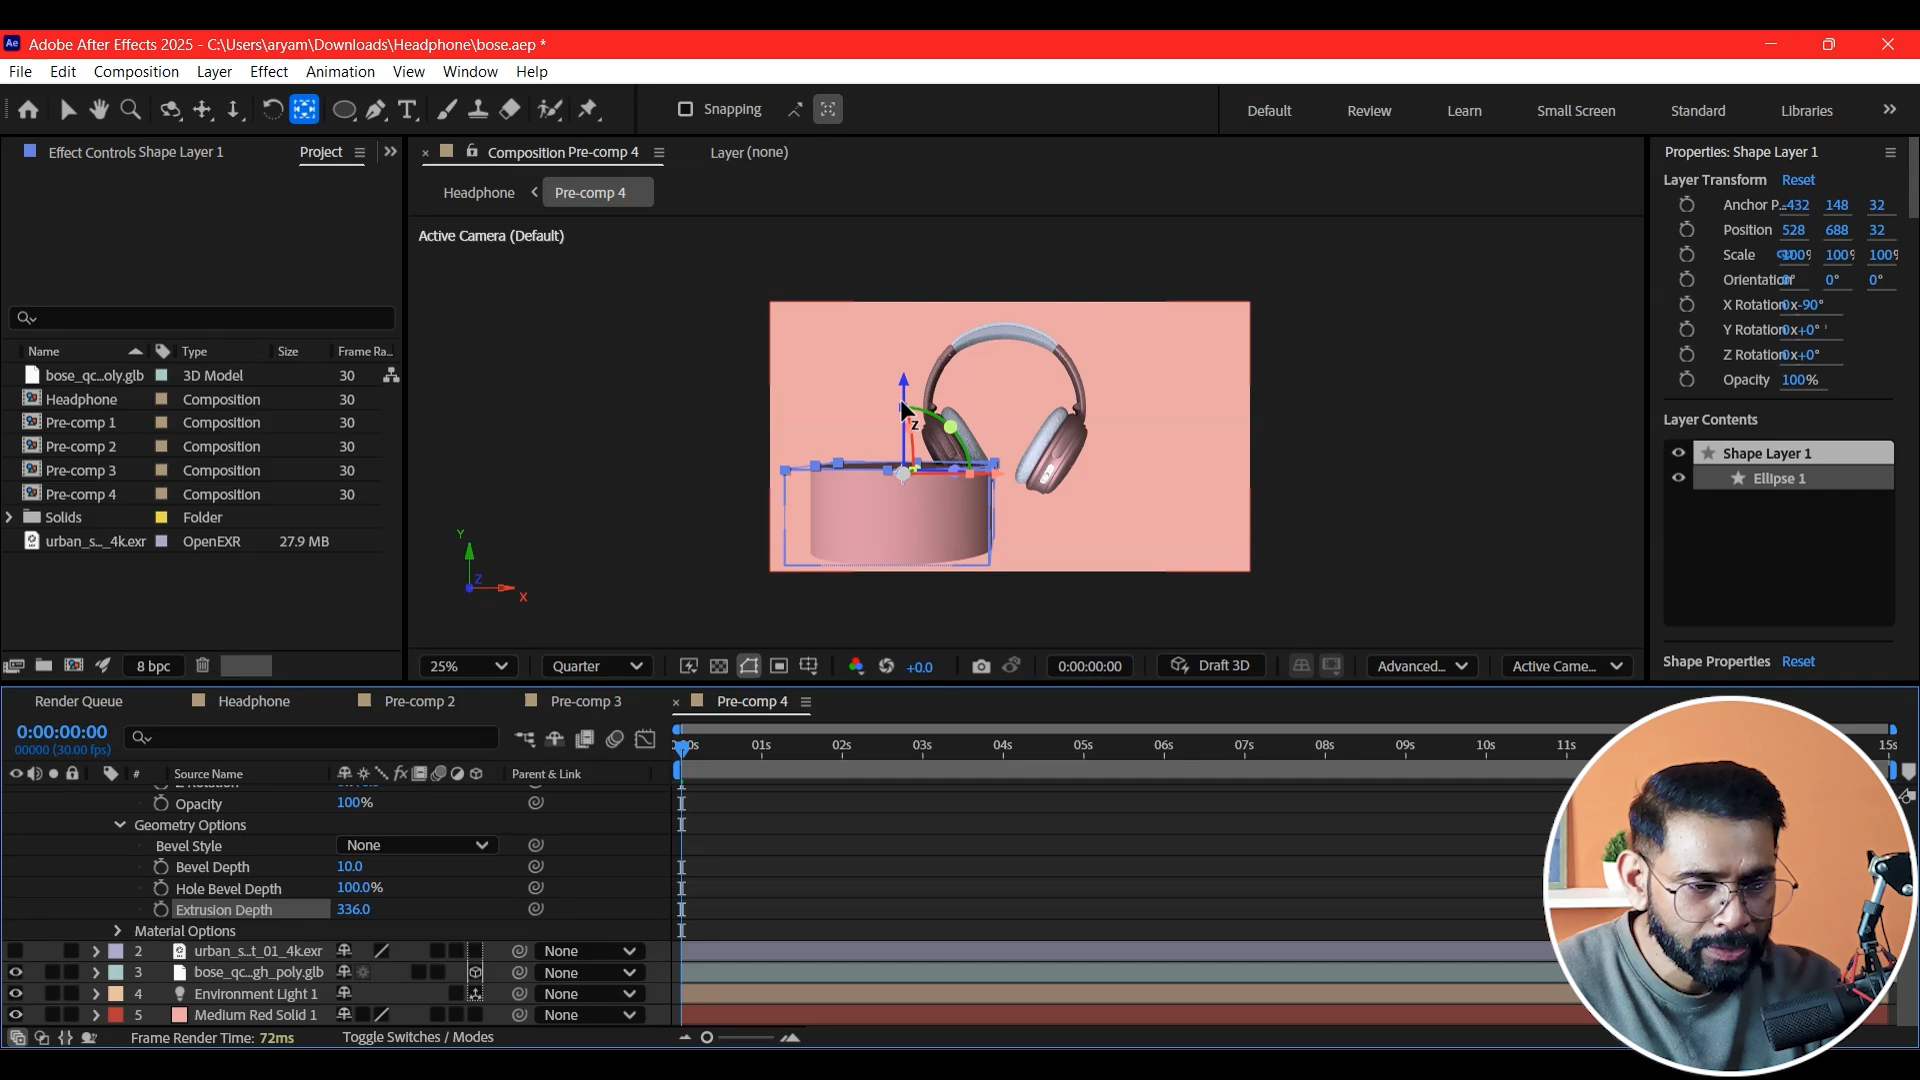 Ae Adobe After Effects 2025 - C:\Users\aryam\Downloads\Headphone\bose.aep *
File Edit Composition Layer Effect Animation View Window Help
Snapping Default Review Learn Small Screen Standard Libraries
Effect Controls Shape Layer 1 Project
Composition Pre-comp 4 Layer (none)
Headphone Pre-comp 4
Active Camera (Default)
Name Type Size Frame Ra...
bose_qc...oly.glb 3D Model 30
Headphone Composition 30
Pre-comp 1 Composition 30
Pre-comp 2 Composition 30
Pre-comp 3 Composition 30
Pre-comp 4 Composition 30
Solids Folder
urban_s..._4k.exr OpenEXR 27.9 MB
8 bpc
z
Y
Z
X
25% Quarter +0.0 0:00:00:00 Draft 3D Advanced... Active Came...
Properties: Shape Layer 1
Layer Transform Reset
Anchor P... -432 148 32
Position 528 688 32
Scale 100% 100% 100%
Orientation 0° 0° 0°
X Rotation 0x-90°
Y Rotation 0x+0°
Z Rotation 0x+0°
Opacity 100%
Layer Contents
Shape Layer 1
Ellipse 1
Shape Properties Reset
Render Queue Headphone Pre-comp 2 Pre-comp 3 Pre-comp 4
0:00:00:00
00000 (30.00 fps)
01s 02s 03s 04s 05s 06s 07s 08s 09s 10s 11s 15s
# Source Name fx Parent & Link
Opacity 100%
Geometry Options
Bevel Style None
Bevel Depth 10.0
Hole Bevel Depth 100.0%
Extrusion Depth 336.0
Material Options
2 urban_s...t_01_4k.exr None
3 bose_qc...gh_poly.glb None
4 Environment Light 1 None
5 Medium Red Solid 1 None
Frame Render Time: 72ms Toggle Switches / Modes